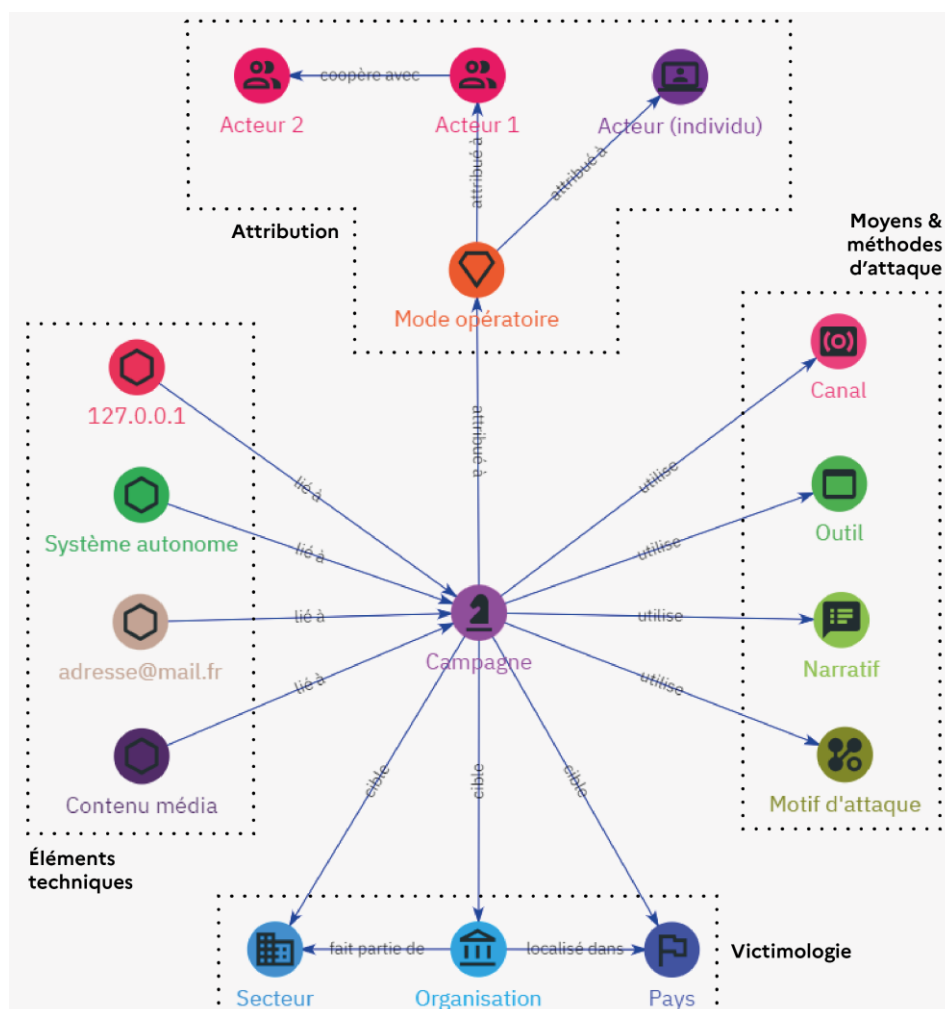 coopère avec
Acteur 2
Acteur 1
Acteur (individu)
attribué à
attribué à
Attribution
Moyens &
méthodes
d'attaque
Mode opératoire
127.0.0.1
Canal
attribué à
lié à
utilise
Système autonome
Outil
lié à
utilise
adresse@mail.fr
lié à
Campagne
utilise
Narratif
lié à
utilise
Contenu média
Motif d'attaque
cible
cible
cible
Éléments
techniques
fait partie de
localisé dans
Victimologie
Secteur
Organisation
Pays